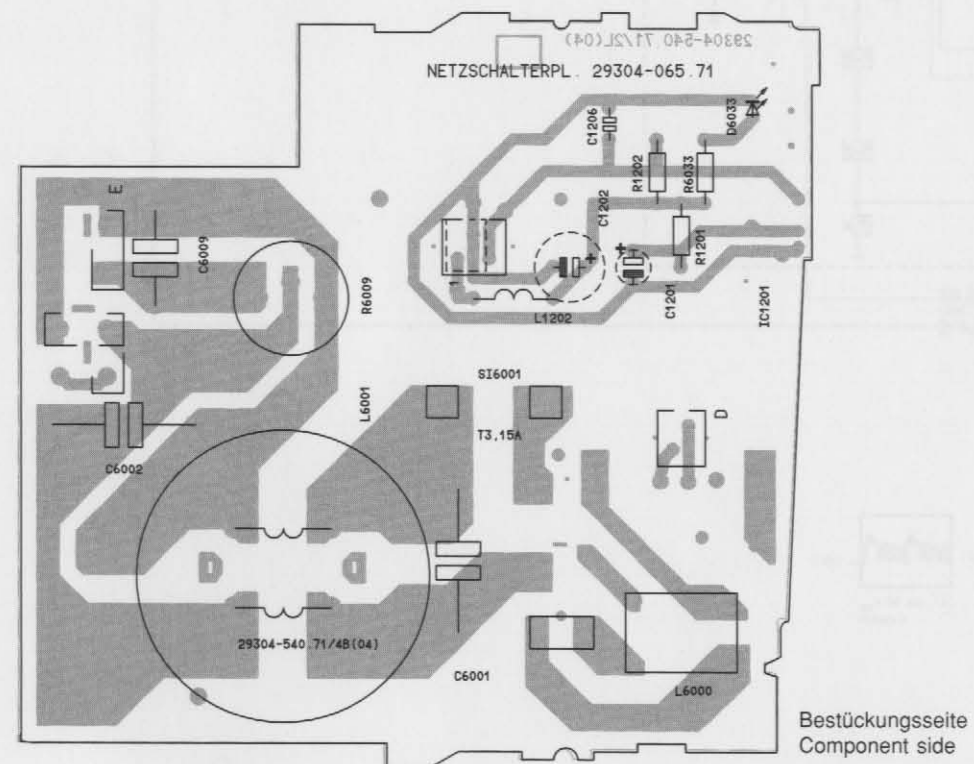 29304-540.71/2L(04)
NETZSCHALTERPL. 29304-065.71
C1206
D6033
R1202
R6033
E
C6009
C1202
R1201
R6009
1
L1202
C1201
IC1201
SI6001
L6001
T3,15A
D
C6002
29304-540.71/4B(04)
C6001
L6000
Bestückungsseite
Component side